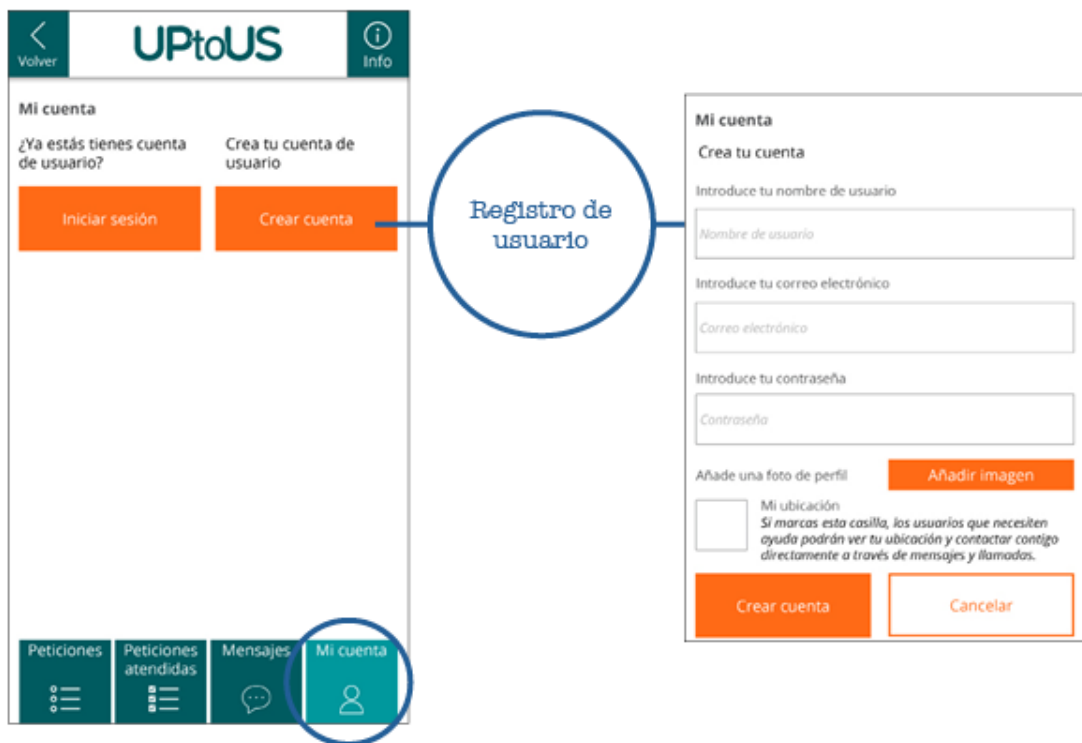 Volver
UPtoUS
Info
Mi cuenta
¿Ya estás tienes cuenta
de usuario?
Crea tu cuenta de
usuario
Iniciar sesión
Crear cuenta
Peticiones
Peticiones
atendidas
Mensajes
Mi cuenta
Registro de
usuario
Mi cuenta
Crea tu cuenta
Introduce tu nombre de usuario
Nombre de usuario
Introduce tu correo electrónico
Correo electrónico
Introduce tu contraseña
Contraseña
Añade una foto de perfil
Añadir imagen
Mi ubicación
Si marcas esta casilla, los usuarios que necesiten
ayuda podrán ver tu ubicación y contactar contigo
directamente a través de mensajes y llamadas.
Crear cuenta
Cancelar